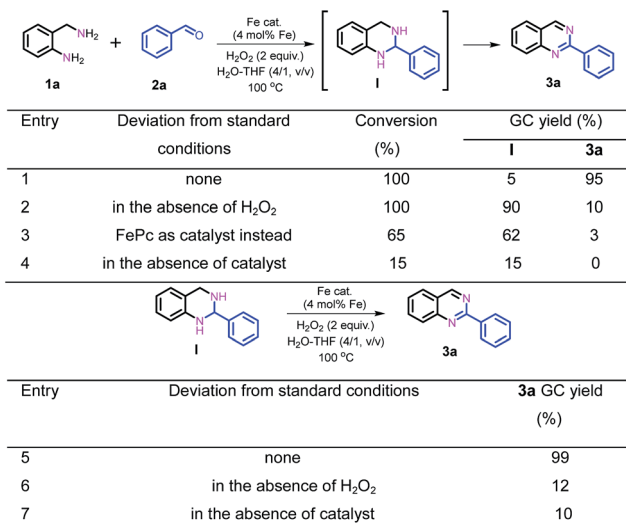 Fe cat.
(4 mol% Fe)
H₂O₂ (2 equiv.)
H₂O-THF (4/1, v/v)
100 °C
NH₂
NH₂
1a
+
O
2a
NH
N
H
I
N
N
3a
Entry Deviation from standard conditions Conversion (%) GC yield (%)
I 3a
1 none 100 5 95
2 in the absence of H₂O₂ 100 90 10
3 FePc as catalyst instead 65 62 3
4 in the absence of catalyst 15 15 0
Fe cat.
(4 mol% Fe)
H₂O₂ (2 equiv.)
H₂O-THF (4/1, v/v)
100 °C
NH
N
H
I
N
N
3a
Entry Deviation from standard conditions 3a GC yield
(%)
5 none 99
6 in the absence of H₂O₂ 12
7 in the absence of catalyst 10